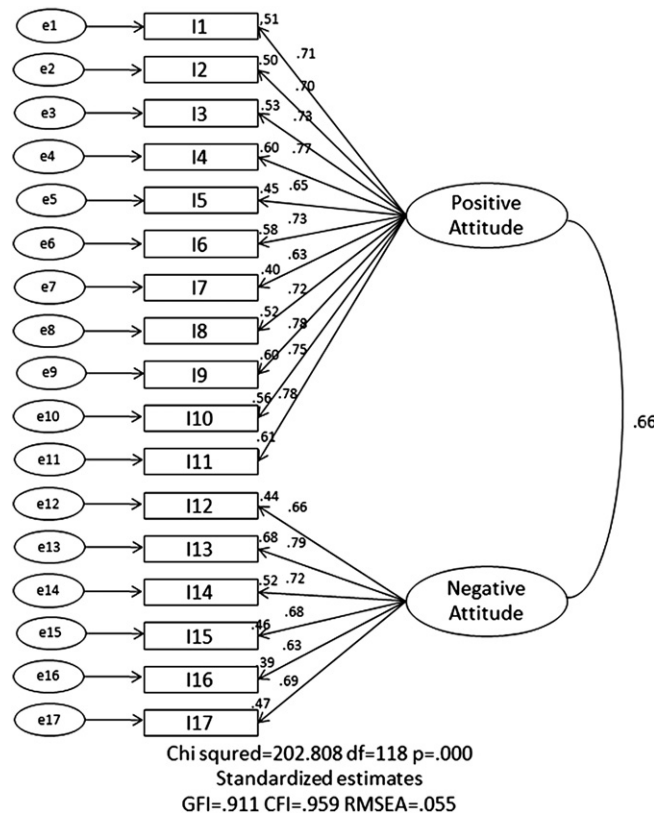 e1 I1 .51
.71
e2 I2 .50
.70
e3 I3 .53
.73
e4 I4 .60
.77
e5 I5 .45 .65
Positive
Attitude
e6 I6 .58 .73
e7 I7 .40 .63
e8 I8 .52 .72
e9 I9 .60 .78
.75
e10 I10 .56 .78
e11 I11 .61
.66
e12 I12 .44 .66
e13 I13 .68 .79
e14 I14 .52 .72
Negative
Attitude
e15 I15 .46 .68
e16 I16 .39 .63
e17 I17 .47 .69
Chi squred=202.808 df=118 p=.000
Standardized estimates
GFI=.911 CFI=.959 RMSEA=.055